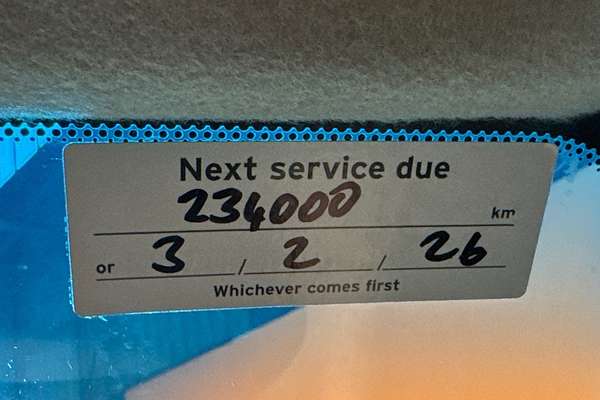 Next service due
234000 km
or 3 / 2 / 26
Whichever comes first